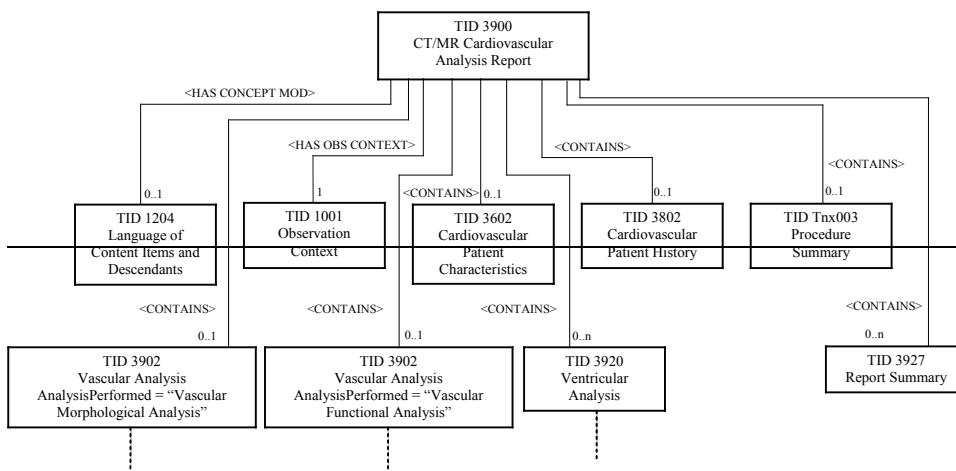 TID 3900
CT/MR Cardiovascular
Analysis Report
<HAS CONCEPT MOD>
<HAS OBS CONTEXT>
<CONTAINS>
<CONTAINS>
<CONTAINS>
0..1
1
0..1
0..1
0..1
TID 1204
Language of
Content Items and
Descendants
TID 1001
Observation
Context
TID 3602
Cardiovascular
Patient
Characteristics
TID 3802
Cardiovascular
Patient History
TID Tnx003
Procedure
Summary
<CONTAINS>
<CONTAINS>
<CONTAINS>
<CONTAINS>
0..1
0..1
0..n
0..n
TID 3902
Vascular Analysis
AnalysisPerformed = “Vascular
Morphological Analysis”
TID 3902
Vascular Analysis
AnalysisPerformed = “Vascular
Functional Analysis”
TID 3920
Ventricular
Analysis
TID 3927
Report Summary